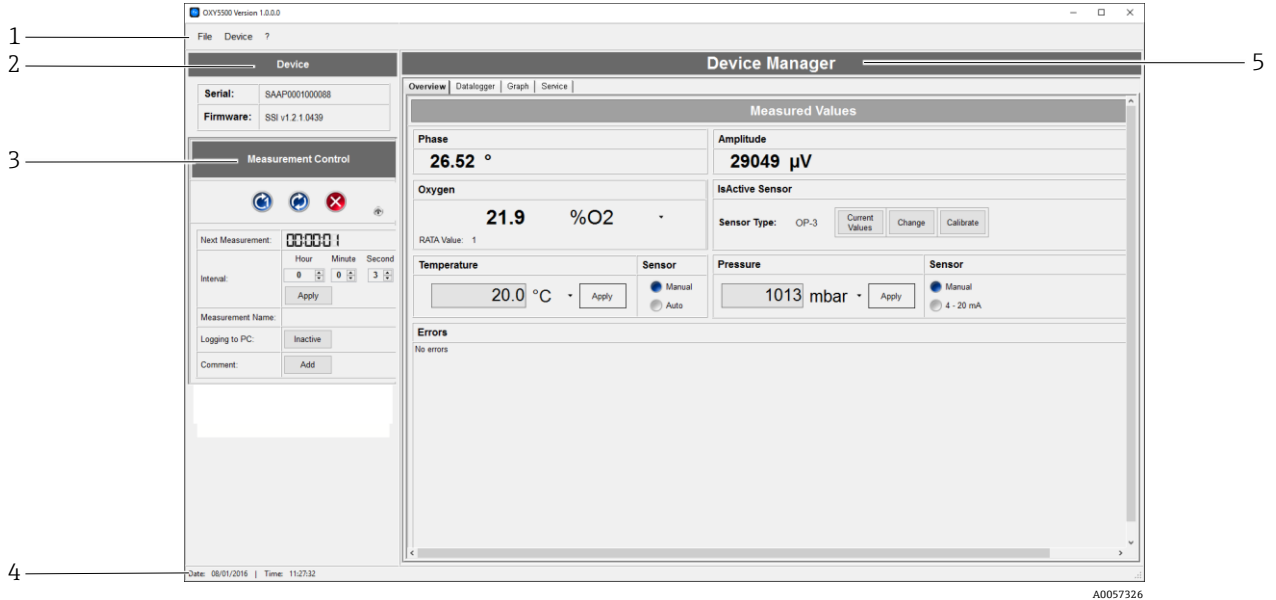 OXY5500 Version 1.0.0.0
1
File Device ?
2
Device
Device Manager
5
Serial: SAAP0001000088
Firmware: SSI v1.2.1.0439
3
Measurement Control
Next Measurement: 00:00:01
Hour Minute Second
Interval: 0 0 3
Apply
Measurement Name:
Logging to PC: Inactive
Comment: Add
Overview Datalogger Graph Service
Measured Values
Phase
26.52 °
Amplitude
29049 µV
Oxygen
21.9 %O2
RATA Value: 1
IsActive Sensor
Sensor Type: OP-3 Current Values Change Calibrate
Temperature Sensor
20.0 °C Apply
Manual
Auto
Pressure Sensor
1013 mbar Apply
Manual
4 - 20 mA
Errors
No errors
4
Date: 08/01/2016 | Time: 11:27:32
A0057326